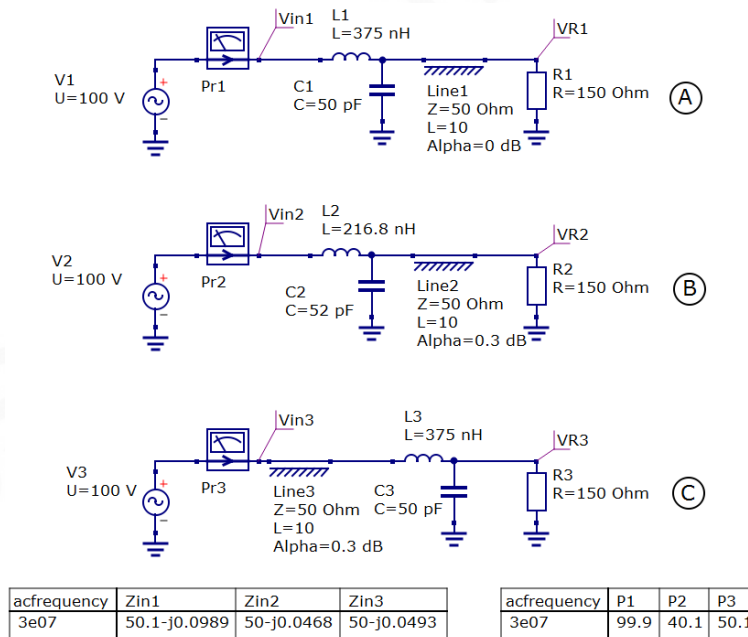 Vin1
L1
L=375 nH
VR1
V1
U=100 V
Pr1
C1
C=50 pF
Line1
Z=50 Ohm
L=10
Alpha=0 dB
R1
R=150 Ohm
A
Vin2
L2
L=216.8 nH
VR2
V2
U=100 V
Pr2
C2
C=52 pF
Line2
Z=50 Ohm
L=10
Alpha=0.3 dB
R2
R=150 Ohm
B
Vin3
L3
L=375 nH
VR3
V3
U=100 V
Pr3
Line3
Z=50 Ohm
L=10
Alpha=0.3 dB
C3
C=50 pF
R3
R=150 Ohm
C
acfrequency Zin1 Zin2 Zin3
3e07 50.1-j0.0989 50-j0.0468 50-j0.0493
acfrequency P1 P2 P3
3e07 99.9 40.1 50.1